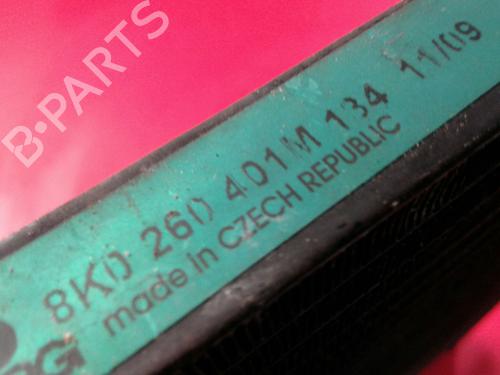 B-PARTS
8K0 260 401M 134 11/09
made in CZECH REPUBLIC